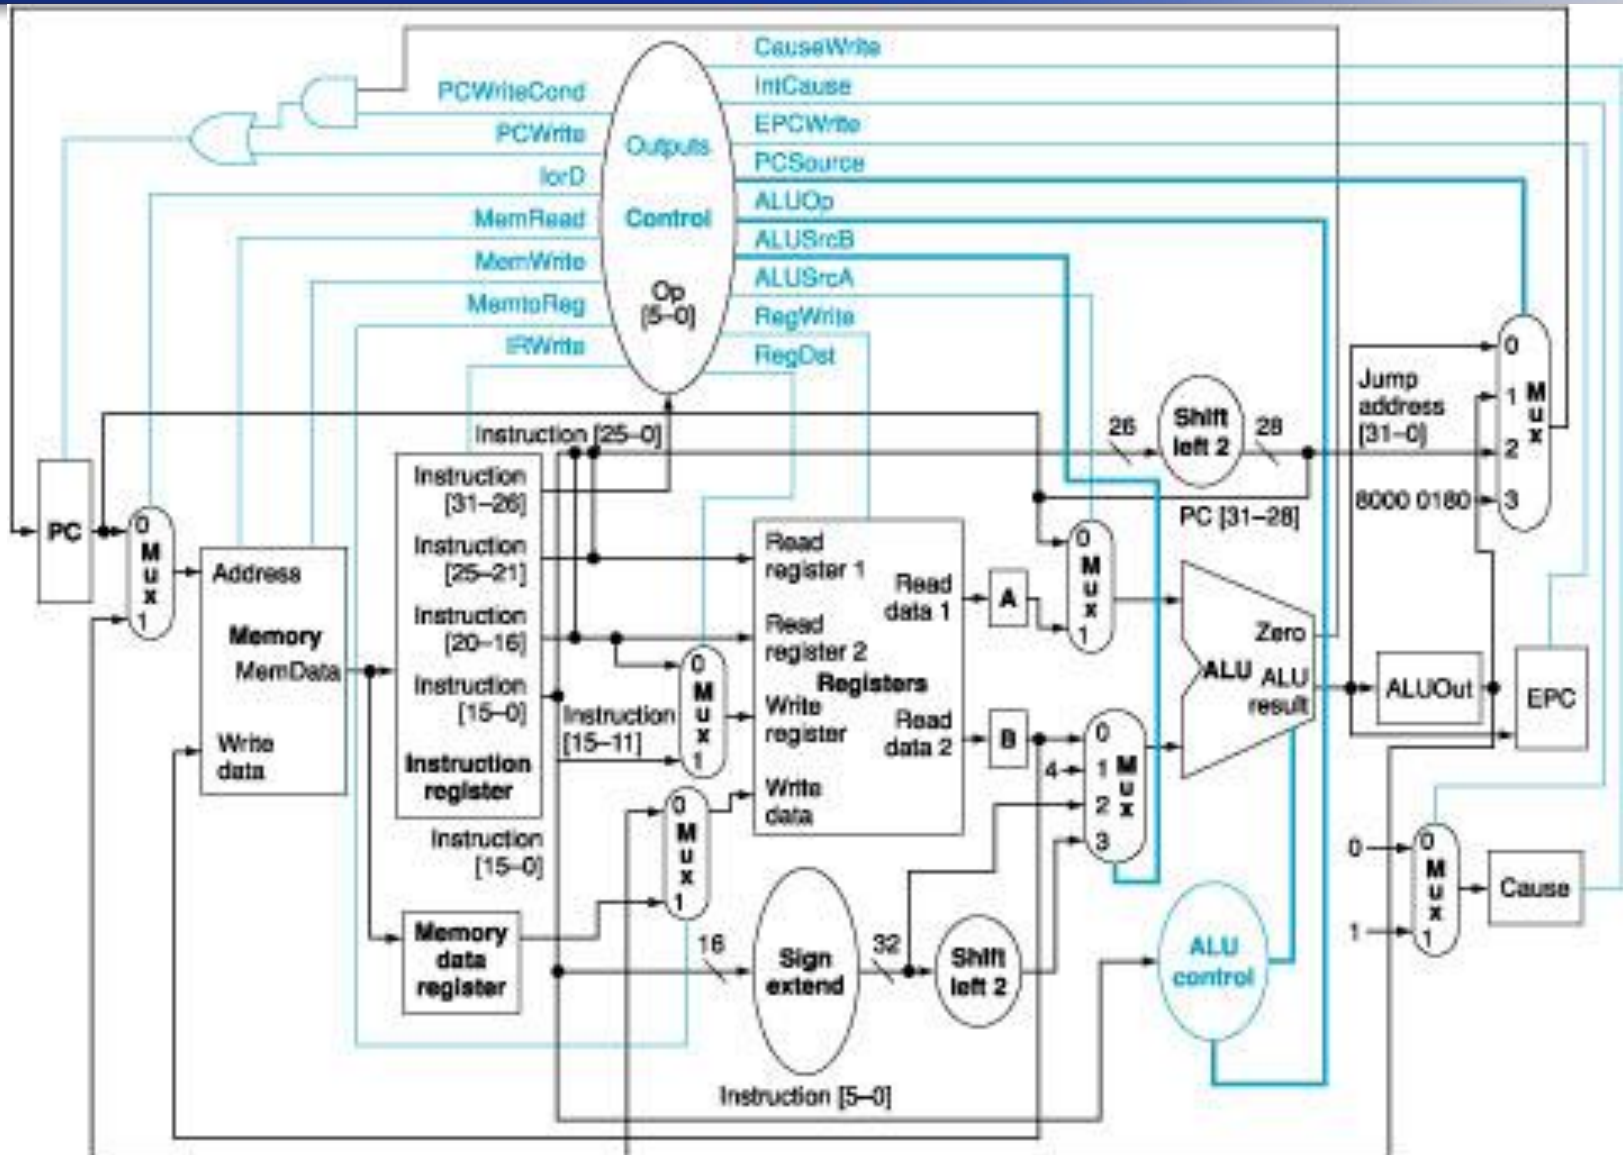 CauseWrite
IntCause
EPCWrite
PCSource
ALUOp
ALUSrcB
ALUSrcA
RegWrite
RegDst
PCWriteCond
PCWrite
IorD
MemRead
MemWrite
MemtoReg
IRWrite
Outputs
Control
Op
[5–0]
Instruction [25–0]
26
Shift
left 2
28
Jump
address
[31–0]
0
1
2
3
M
u
x
8000 0180
PC [31–28]
PC
0
M
u
x
1
Address
Memory
MemData
Write
data
Instruction
[31–26]
Instruction
[25–21]
Instruction
[20–16]
Instruction
[15–0]
Instruction
register
Instruction
[15–11]
0
M
u
x
1
Read
register 1
Read
register 2
Registers
Write
register
Write
data
Read
data 1
Read
data 2
A
B
0
M
u
x
1
4
0
1
2
3
M
u
x
Zero
ALU
ALU
result
ALUOut
EPC
0
1
0
M
u
x
1
Cause
Instruction
[15–0]
0
M
u
x
1
Memory
data
register
16
Sign
extend
32
Shift
left 2
ALU
control
Instruction [5–0]